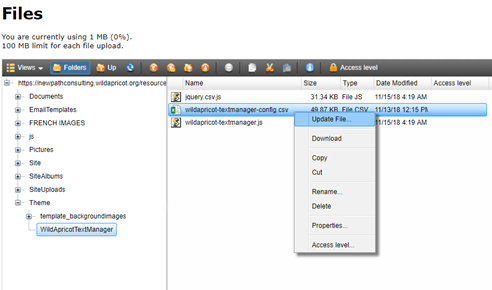 Files
You are currently using 1 MB (0%).
100 MB limit for each file upload.
Views Folders Up Access level
https://newpathconsulting.wildapricot.org/resource
Documents
EmailTemplates
FRENCH IMAGES
js
Pictures
Site
SiteAlbums
SiteUploads
Theme
template_backgroundimages
WildApricotTextManager
Name Size Type Date Modified Access level
jquery.csv.js 31.34 KB File JS 11/15/18 4:19 AM
wildapricot-textmanager-config.csv 49.87 KB File CSV 11/13/18 12:15 PM
wildapricot-textmanager.js 11/15/18 4:19 AM
Update File...
Download
Copy
Cut
Rename...
Delete
Properties...
Access level...